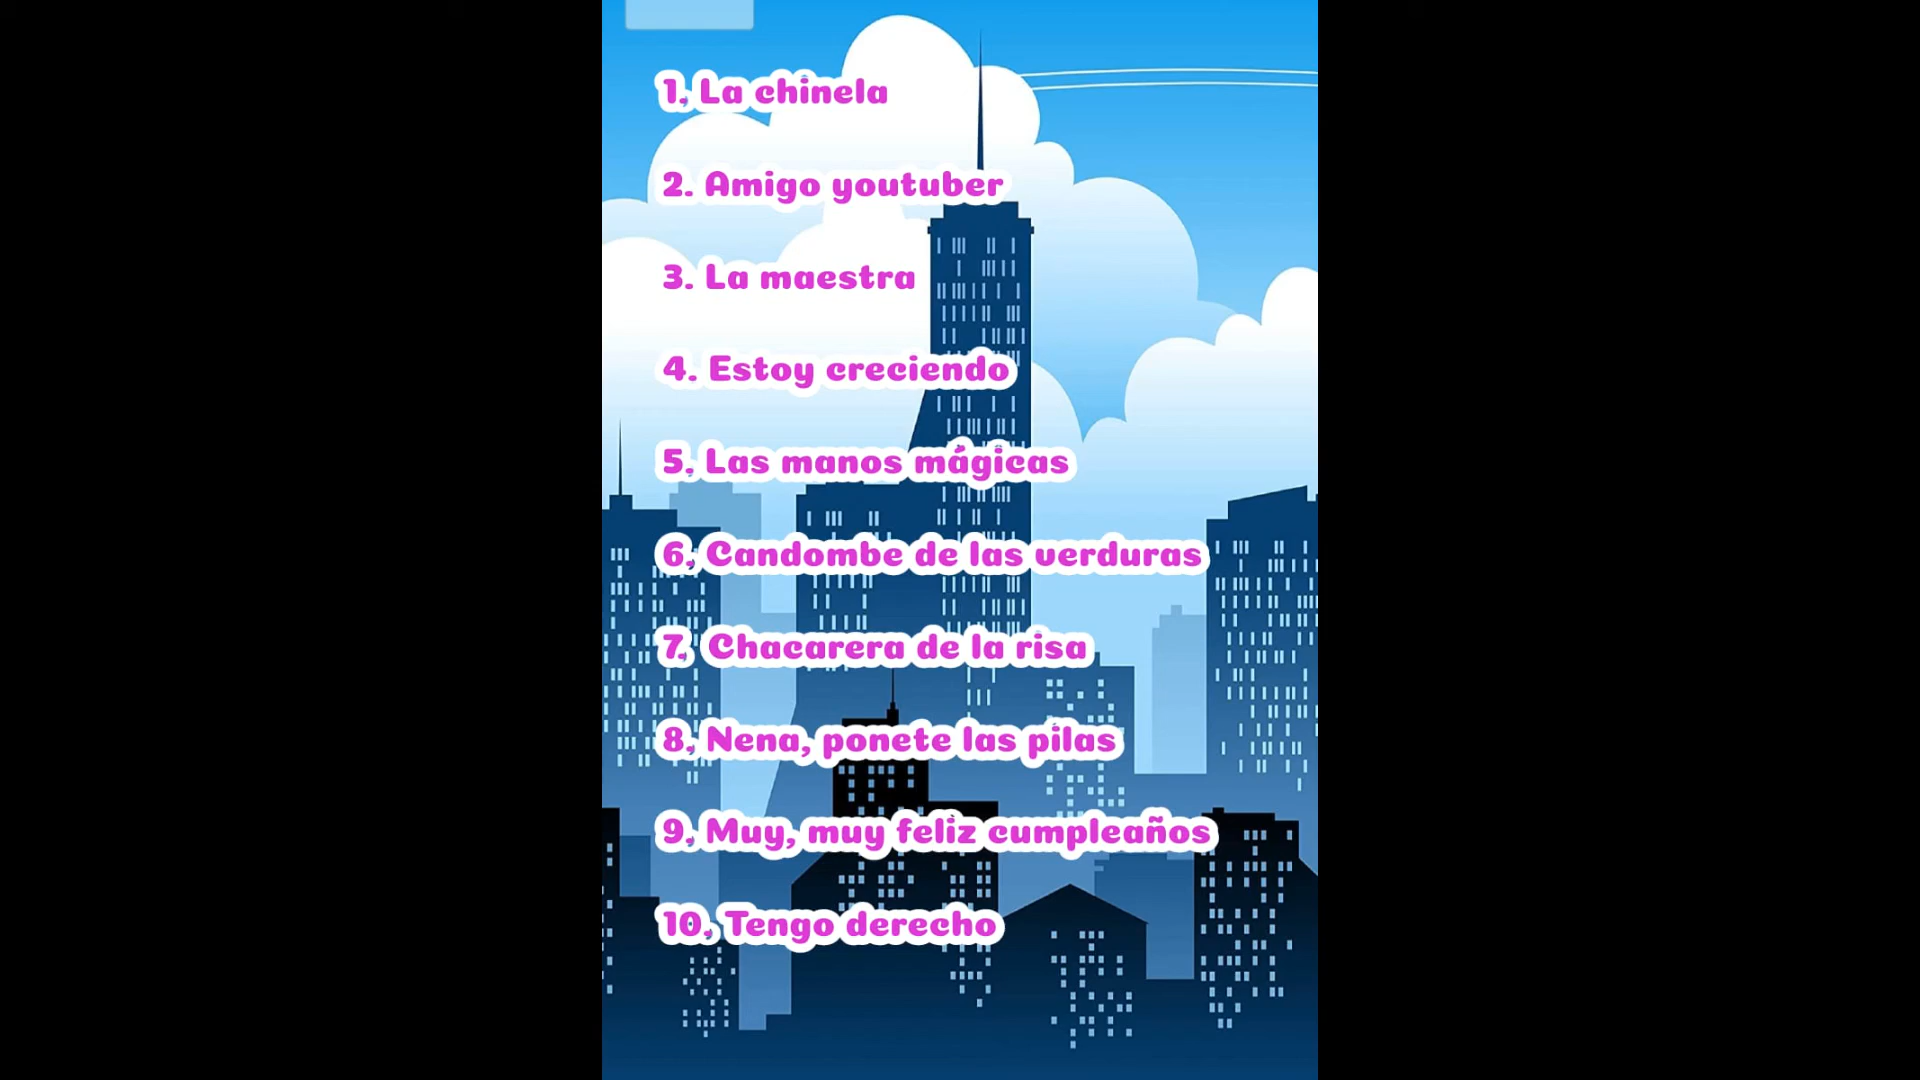 1, La chinela
2. Amigo youtuber
3. La maestra
4. Estoy creciendo
5, Las manos mágicas
6, Candombe de las verduras
7, Chacarera de la risa
8, Nena, ponete las pilas
9, Muy, muy feliz cumpleaños
10, Tengo derecho